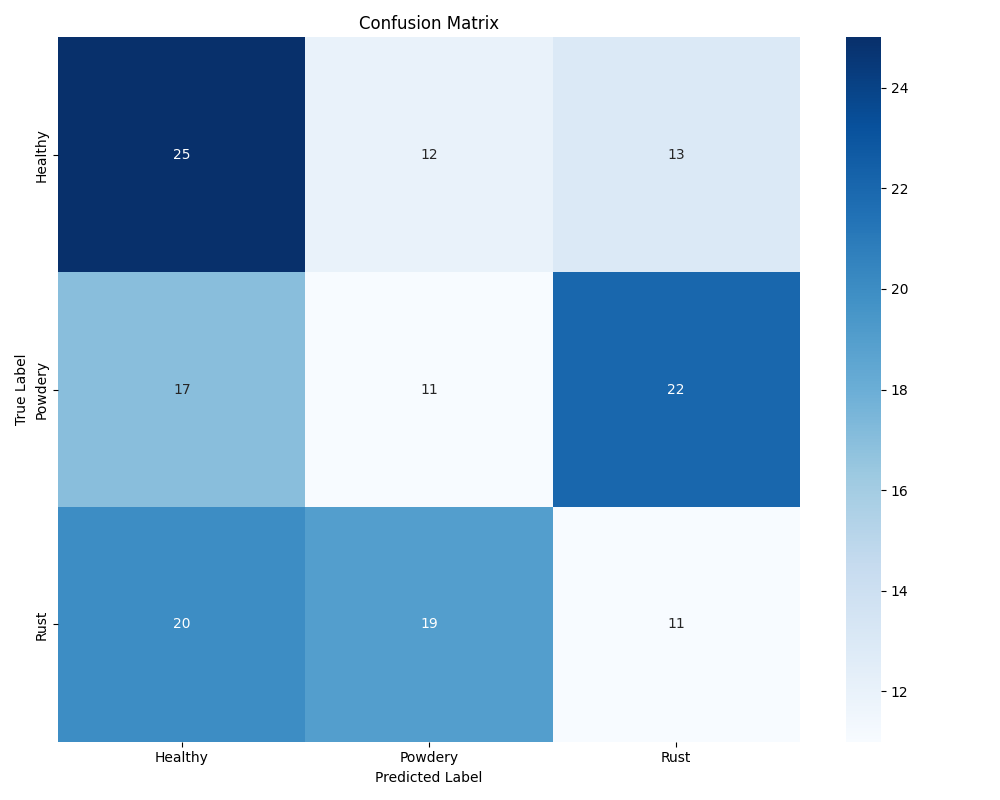 Confusion Matrix
Healthy
25
12
13
24
22
True Label
Powdery
17
11
22
20
18
16
Rust
20
19
11
14
12
Healthy
Powdery
Rust
Predicted Label